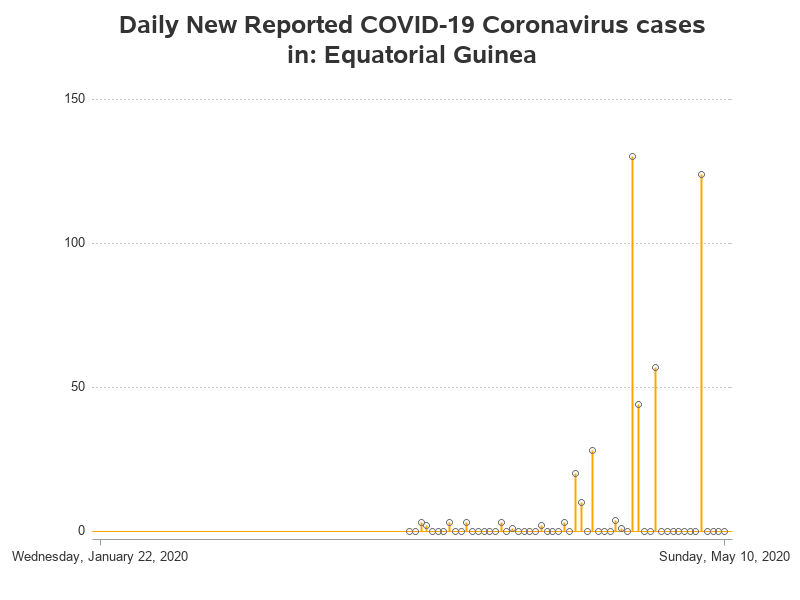 Daily New Reported COVID-19 Coronavirus cases
in: Equatorial Guinea
150
100
50
0
Wednesday, January 22, 2020
Sunday, May 10, 2020